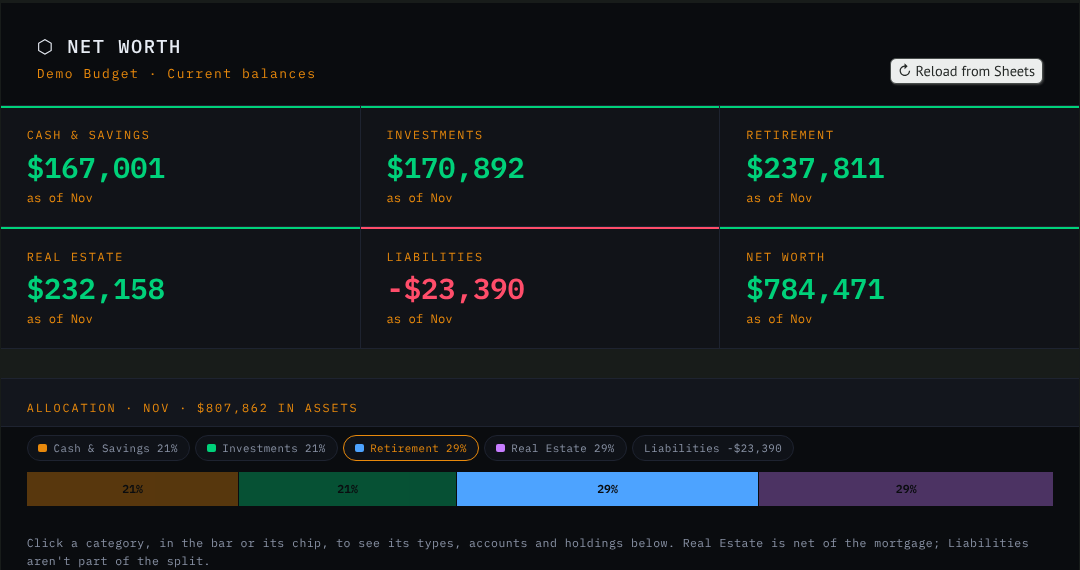 ⬡ NET WORTH
Demo Budget · Current balances
↻ Reload from Sheets
CASH & SAVINGS
$167,001
as of Nov
INVESTMENTS
$170,892
as of Nov
RETIREMENT
$237,811
as of Nov
REAL ESTATE
$232,158
as of Nov
LIABILITIES
-$23,390
as of Nov
NET WORTH
$784,471
as of Nov
ALLOCATION · NOV · $807,862 IN ASSETS
Cash & Savings 21%
Investments 21%
Retirement 29%
Real Estate 29%
Liabilities -$23,390
21%
21%
29%
29%
Click a category, in the bar or its chip, to see its types, accounts and holdings below. Real Estate is net of the mortgage; Liabilities
aren't part of the split.